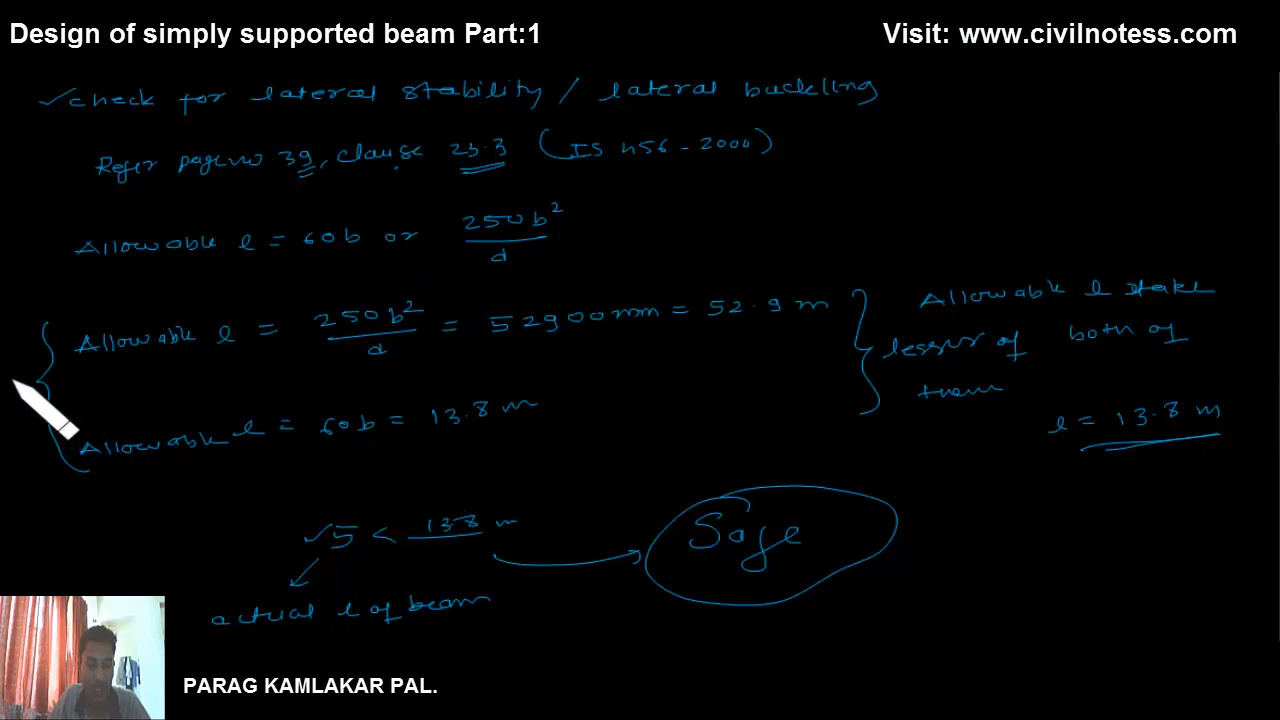 Design of simply supported beam Part:1
Visit: www.civilnotess.com
✓check for lateral stability / lateral buckling
Refer page no 39, clause 23.3 (IS 456 - 2000)
Allowable l = 60b or 250b²/d
Allowable l = 250b²/d = 52900mm = 52.9 m
Allowable l = 60b = 13.8 m
Allowable l take
lesser of both of
them
l = 13.8 m
✓5 < 13.8 m
Safe
actual l of beam
PARAG KAMLAKAR PAL.